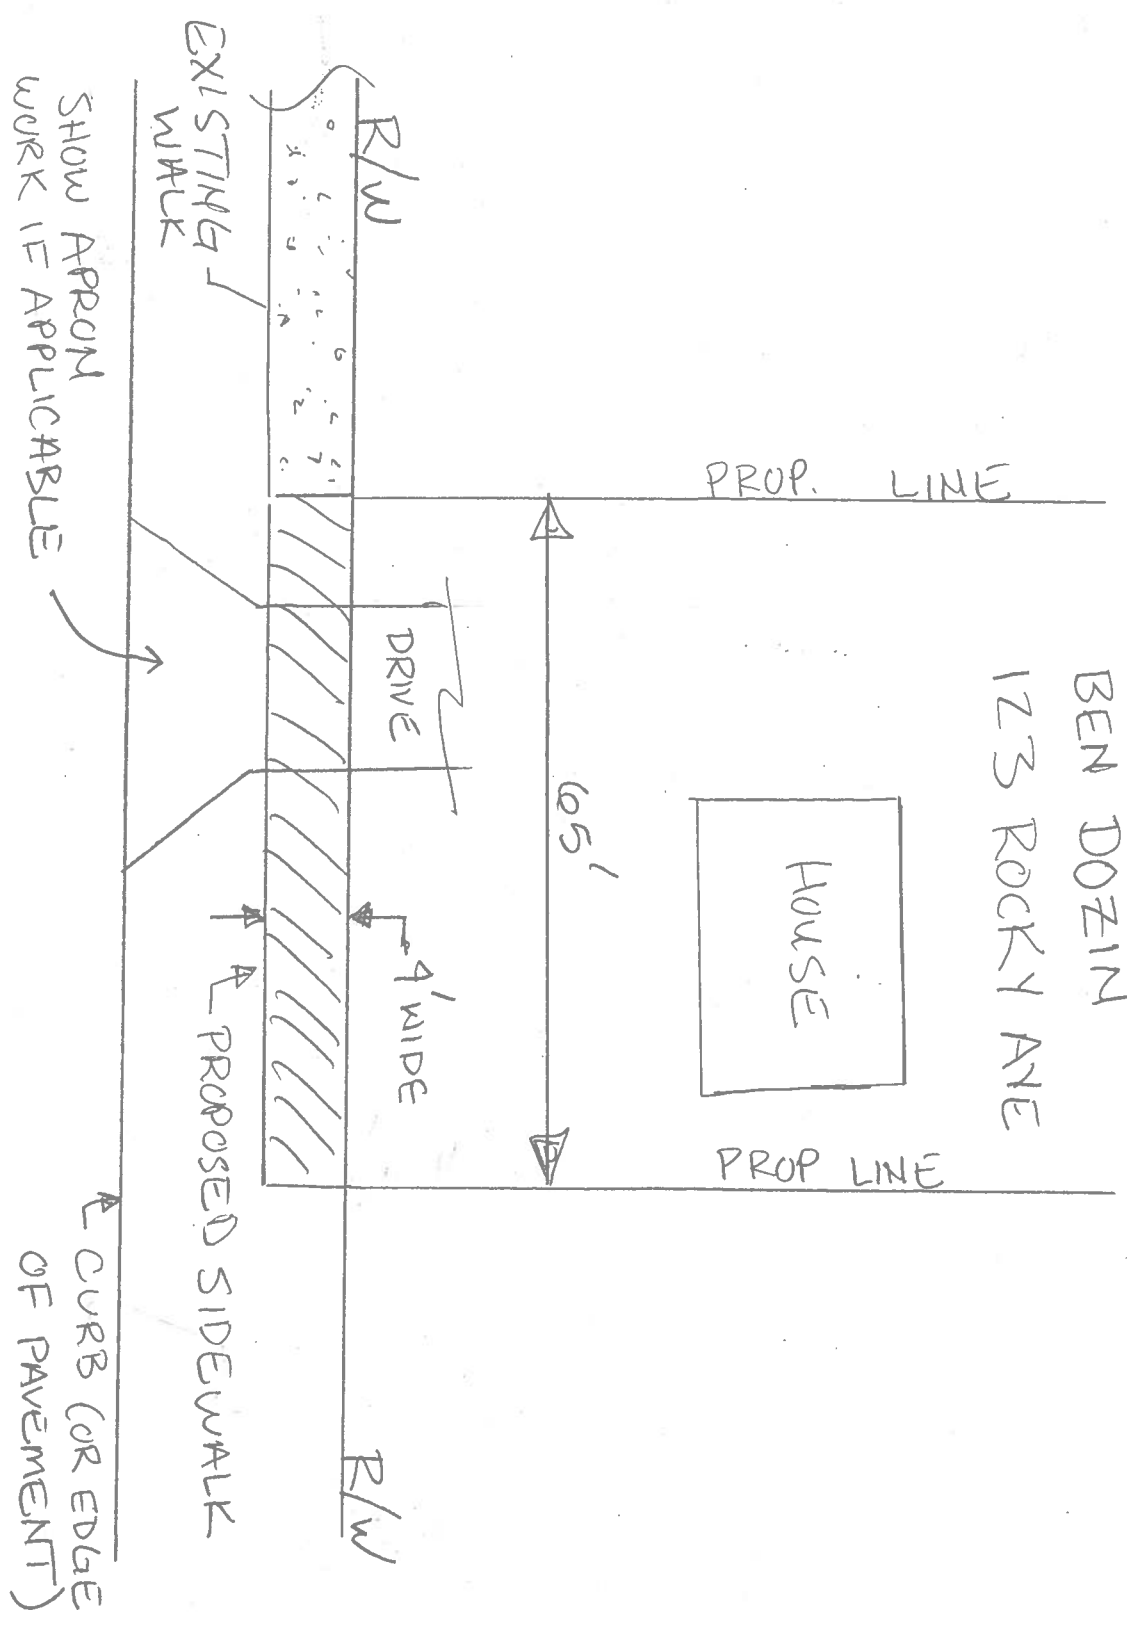 BEN DOZIN
123 ROCKY AVE
PROP. LINE
PROP LINE
HOUSE
65'
R/W
DRIVE
4' WIDE
R/W
EXISTING
WALK
PROPOSED SIDEWALK
SHOW APRON
WORK IF APPLICABLE
CURB (OR EDGE
OF PAVEMENT)